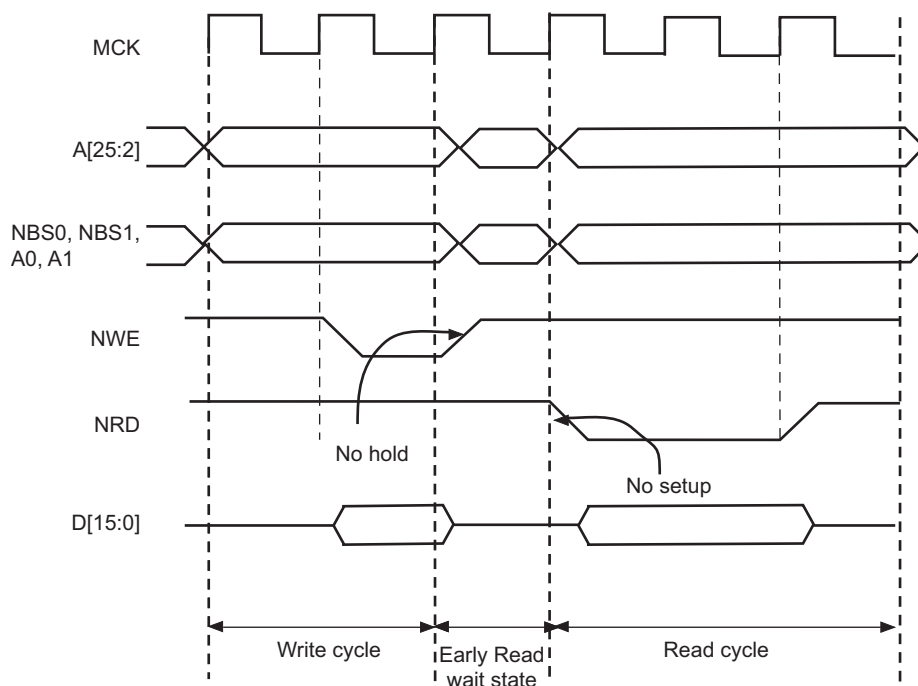 MCK
A[25:2]
NBS0, NBS1,
A0, A1
NWE
NRD
No hold
No setup
D[15:0]
Write cycle
Early Read
wait state
Read cycle